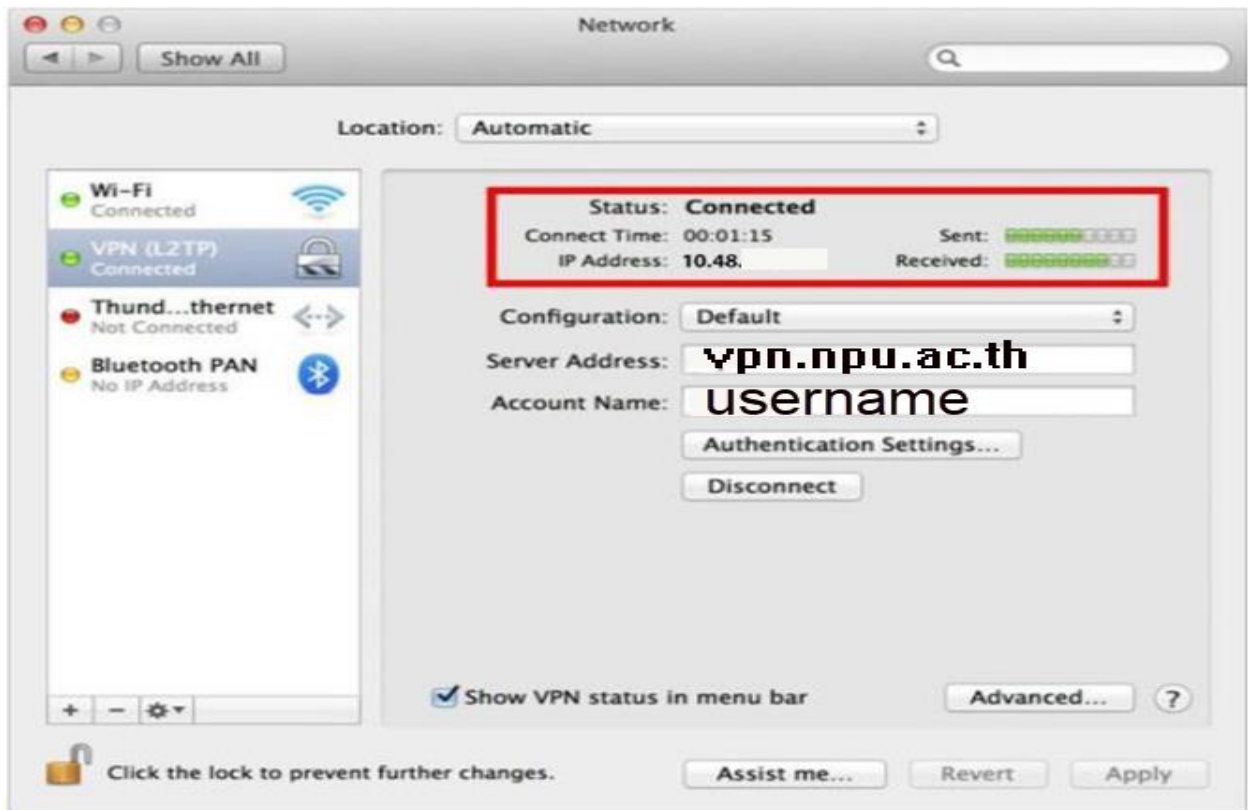 Network
Show All
Location: Automatic
Wi-Fi
Connected
VPN (L2TP)
Connected
Thund...thernet
Not Connected
Bluetooth PAN
No IP Address
Status: Connected
Connect Time: 00:01:15 Sent:
IP Address: 10.48. Received:
Configuration: Default
Server Address: vpn.npu.ac.th
Account Name: username
Authentication Settings...
Disconnect
Show VPN status in menu bar Advanced... ?
Click the lock to prevent further changes. Assist me... Revert Apply